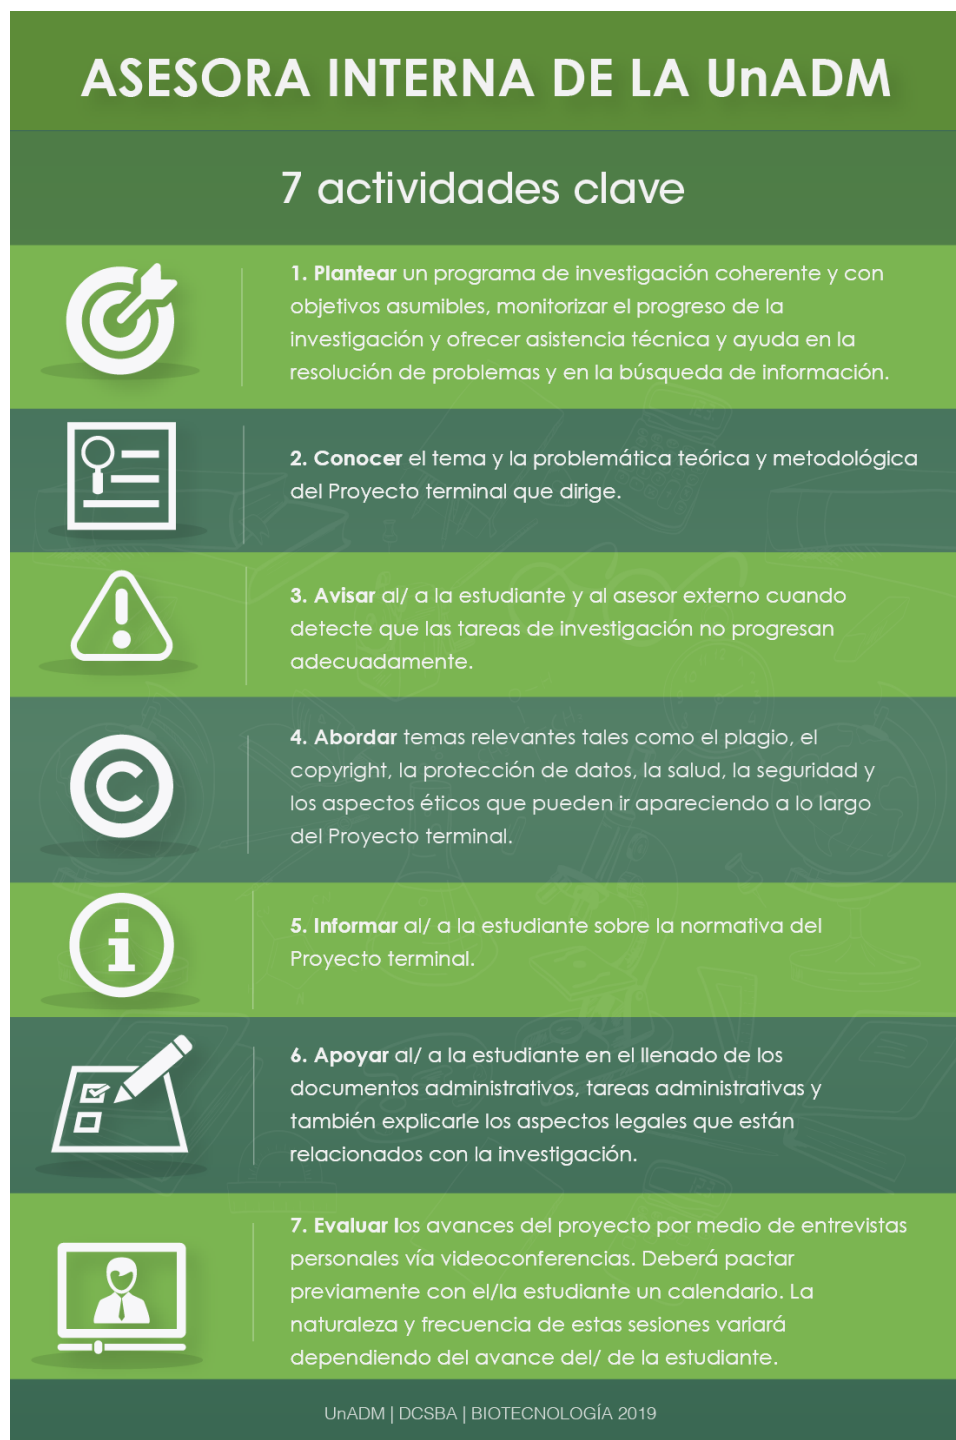 ASESORA INTERNA DE LA UnADM
7 actividades clave
1. Plantear un programa de investigación coherente y con
objetivos asumibles, monitorizar el progreso de la
investigación y ofrecer asistencia técnica y ayuda en la
resolución de problemas y en la búsqueda de información.
2. Conocer el tema y la problemática teórica y metodológica
del Proyecto terminal que dirige.
3. Avisar al/ a la estudiante y al asesor externo cuando
detecte que las tareas de investigación no progresan
adecuadamente.
4. Abordar temas relevantes tales como el plagio, el
copyright, la protección de datos, la salud, la seguridad y
los aspectos éticos que pueden ir apareciendo a lo largo
del Proyecto terminal.
5. Informar al/ a la estudiante sobre la normativa del
Proyecto terminal.
6. Apoyar al/ a la estudiante en el llenado de los
documentos administrativos, tareas administrativas y
también explicarle los aspectos legales que están
relacionados con la investigación.
7. Evaluar los avances del proyecto por medio de entrevistas
personales vía videoconferencias. Deberá pactar
previamente con el/la estudiante un calendario. La
naturaleza y frecuencia de estas sesiones variará
dependiendo del avance del/ de la estudiante.
UnADM | DCSBA | BIOTECNOLOGÍA 2019